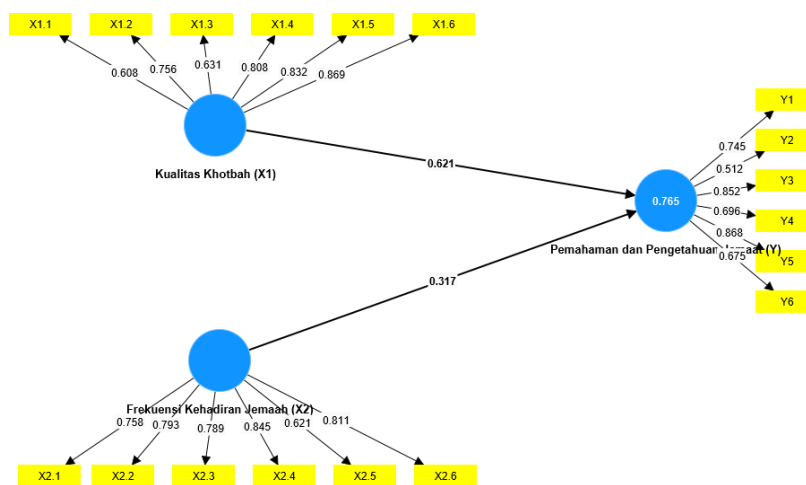 X1.1 X1.2 X1.3 X1.4 X1.5 X1.6
0.608 0.756 0.631 0.808 0.832 0.869
Kualitas Khotbah (X1)
0.621
Y1
Y2
Y3
Y4
Y5
Y6
0.745
0.512
0.852
0.696
0.868
0.675
0.765
Pemahaman dan Pengetahuan Jemaat (Y)
0.317
Frekuensi Kehadiran Jemaah (X2)
0.758 0.793 0.789 0.845 0.621 0.811
X2.1 X2.2 X2.3 X2.4 X2.5 X2.6